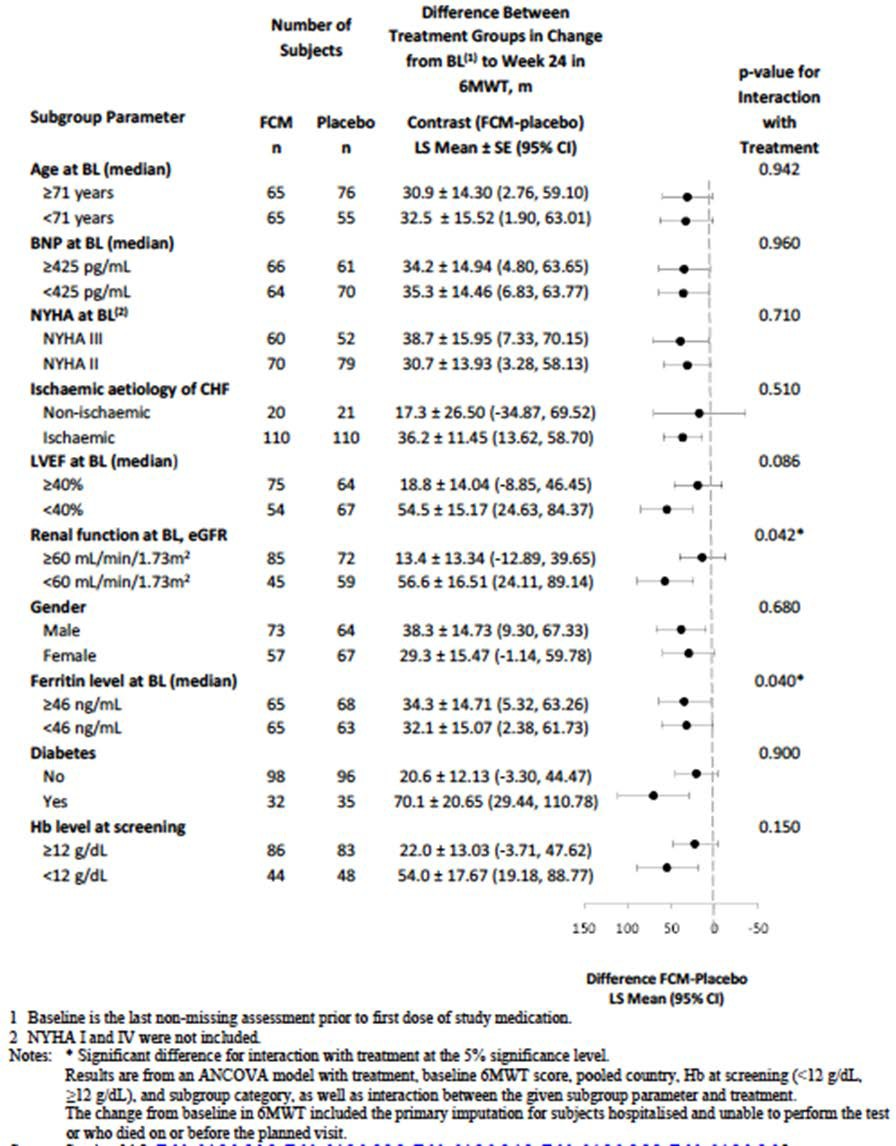 Number of Subjects
Difference Between Treatment Groups in Change from BL(1) to Week 24 in 6MWT, m
p-value for Interaction with Treatment
Subgroup Parameter FCM n Placebo n Contrast (FCM-placebo) LS Mean ± SE (95% CI)
Age at BL (median) 0.942
≥71 years 65 76 30.9 ± 14.30 (2.76, 59.10)
<71 years 65 55 32.5 ± 15.52 (1.90, 63.01)
BNP at BL (median) 0.960
≥425 pg/mL 66 61 34.2 ± 14.94 (4.80, 63.65)
<425 pg/mL 64 70 35.3 ± 14.46 (6.83, 63.77)
NYHA at BL(2) 0.710
NYHA III 60 52 38.7 ± 15.95 (7.33, 70.15)
NYHA II 70 79 30.7 ± 13.93 (3.28, 58.13)
Ischaemic aetiology of CHF 0.510
Non-ischaemic 20 21 17.3 ± 26.50 (-34.87, 69.52)
Ischaemic 110 110 36.2 ± 11.45 (13.62, 58.70)
LVEF at BL (median) 0.086
≥40% 75 64 18.8 ± 14.04 (-8.85, 46.45)
<40% 54 67 54.5 ± 15.17 (24.63, 84.37)
Renal function at BL, eGFR 0.042*
≥60 mL/min/1.73m² 85 72 13.4 ± 13.34 (-12.89, 39.65)
<60 mL/min/1.73m² 45 59 56.6 ± 16.51 (24.11, 89.14)
Gender 0.680
Male 73 64 38.3 ± 14.73 (9.30, 67.33)
Female 57 67 29.3 ± 15.47 (-1.14, 59.78)
Ferritin level at BL (median) 0.040*
≥46 ng/mL 65 68 34.3 ± 14.71 (5.32, 63.26)
<46 ng/mL 65 63 32.1 ± 15.07 (2.38, 61.73)
Diabetes 0.900
No 98 96 20.6 ± 12.13 (-3.30, 44.47)
Yes 32 35 70.1 ± 20.65 (29.44, 110.78)
Hb level at screening 0.150
≥12 g/dL 86 83 22.0 ± 13.03 (-3.71, 47.62)
<12 g/dL 44 48 54.0 ± 17.67 (19.18, 88.77)
150 100 50 0 -50
Difference FCM-Placebo
LS Mean (95% CI)
1 Baseline is the last non-missing assessment prior to first dose of study medication.
2 NYHA I and IV were not included.
Notes: * Significant difference for interaction with treatment at the 5% significance level.
Results are from an ANCOVA model with treatment, baseline 6MWT score, pooled country, Hb at screening (<12 g/dL,
≥12 g/dL), and subgroup category, as well as interaction between the given subgroup parameter and treatment.
The change from baseline in 6MWT included the primary imputation for subjects hospitalised and unable to perform the test
or who died on or before the planned visit.